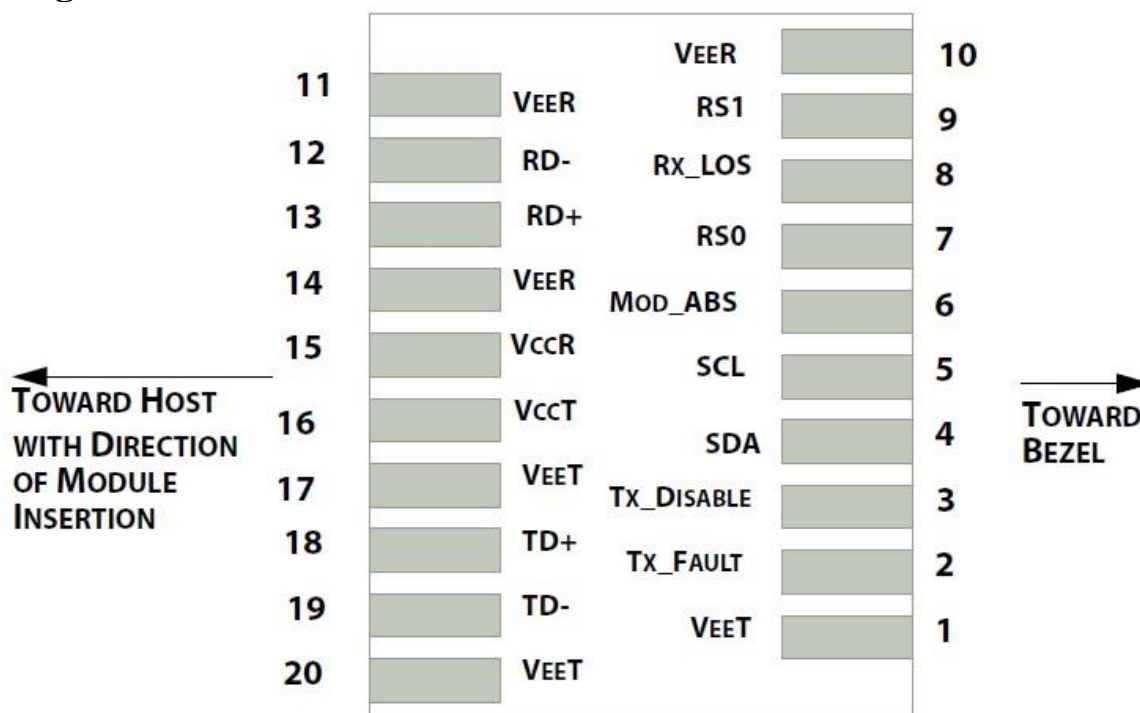 10
VEER
11
VEER
RS1
9
12
RD-
RX_LOS
8
13
RD+
RS0
7
14
VEER
MOD_ABS
6
15
VCCR
SCL
5
TOWARD HOST
WITH DIRECTION
OF MODULE
INSERTION
16
VCCT
SDA
4
TOWARD
BEZEL
17
VEET
TX_DISABLE
3
18
TD+
TX_FAULT
2
19
TD-
VEET
1
20
VEET